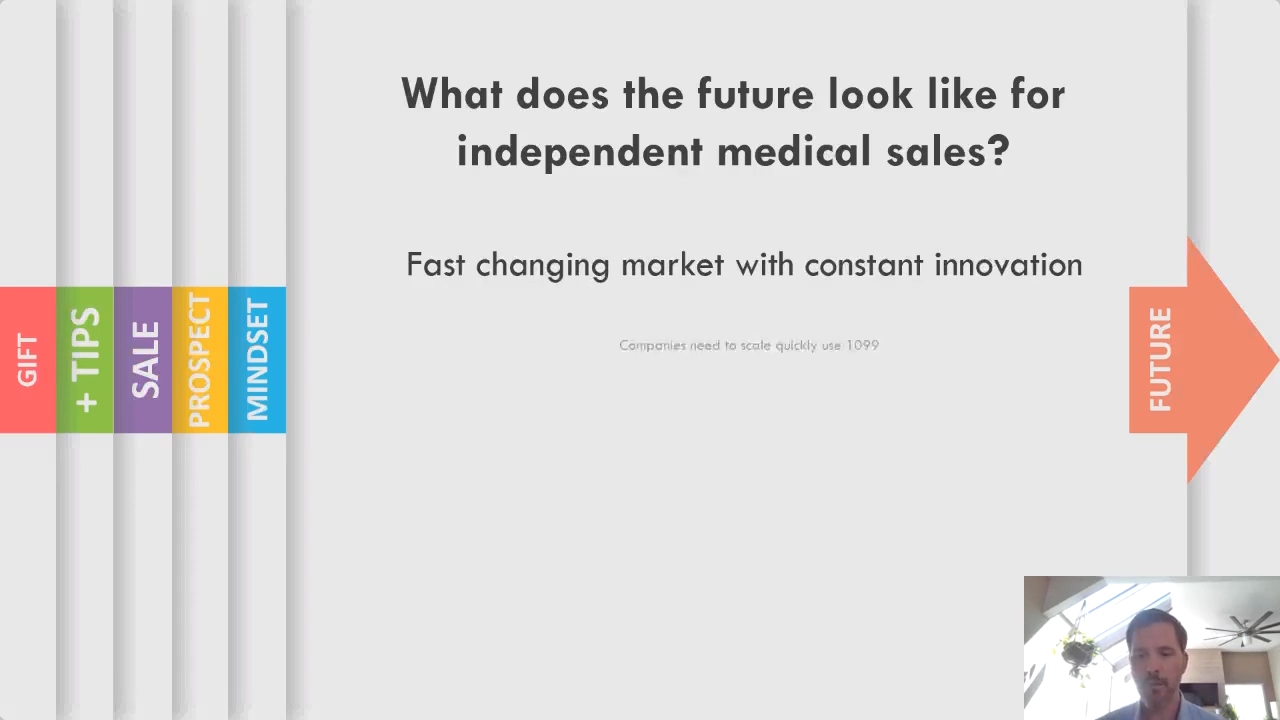 What does the future look like for
independent medical sales?
Fast changing market with constant innovation
Companies need to scale quickly use 1099
GIFT
+ TIPS
SALE
PROSPECT
MINDSET
FUTURE